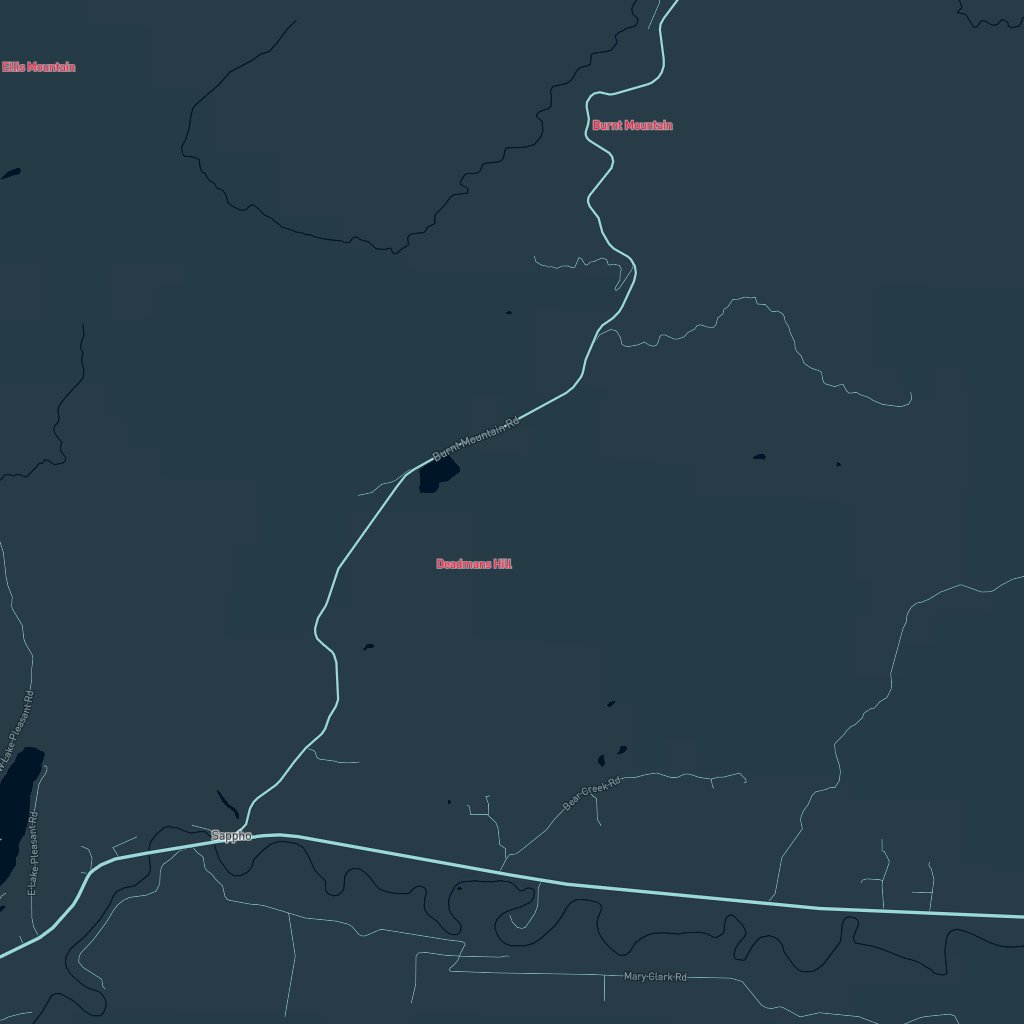 Ellis Mountain
Burnt Mountain
Burnt Mountain Rd
Deadmans Hill
W Lake Pleasant Rd
Bear Creek Rd
E Lake Pleasant Rd
Sappho
Mary Clark Rd